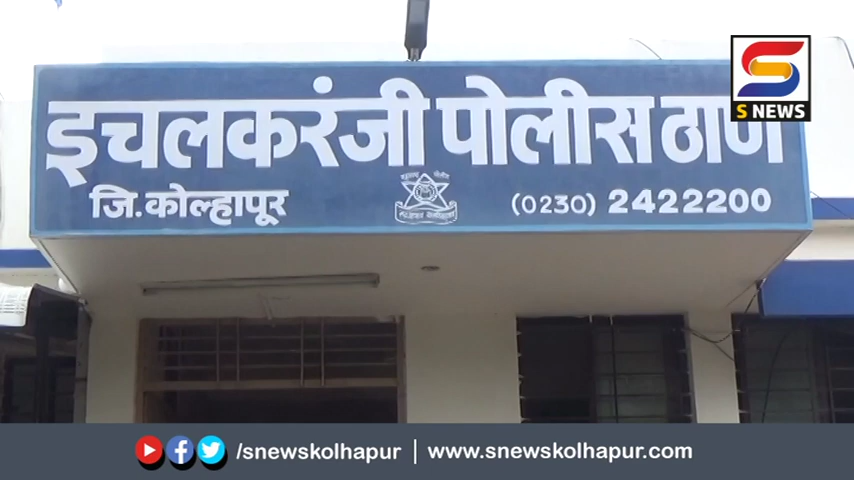 S NEWS
इचलकरंजी पोलीस ठाणे
जि.कोल्हापूर
(0230) 2422200
/snewskolhapur | www.snewskolhapur.com